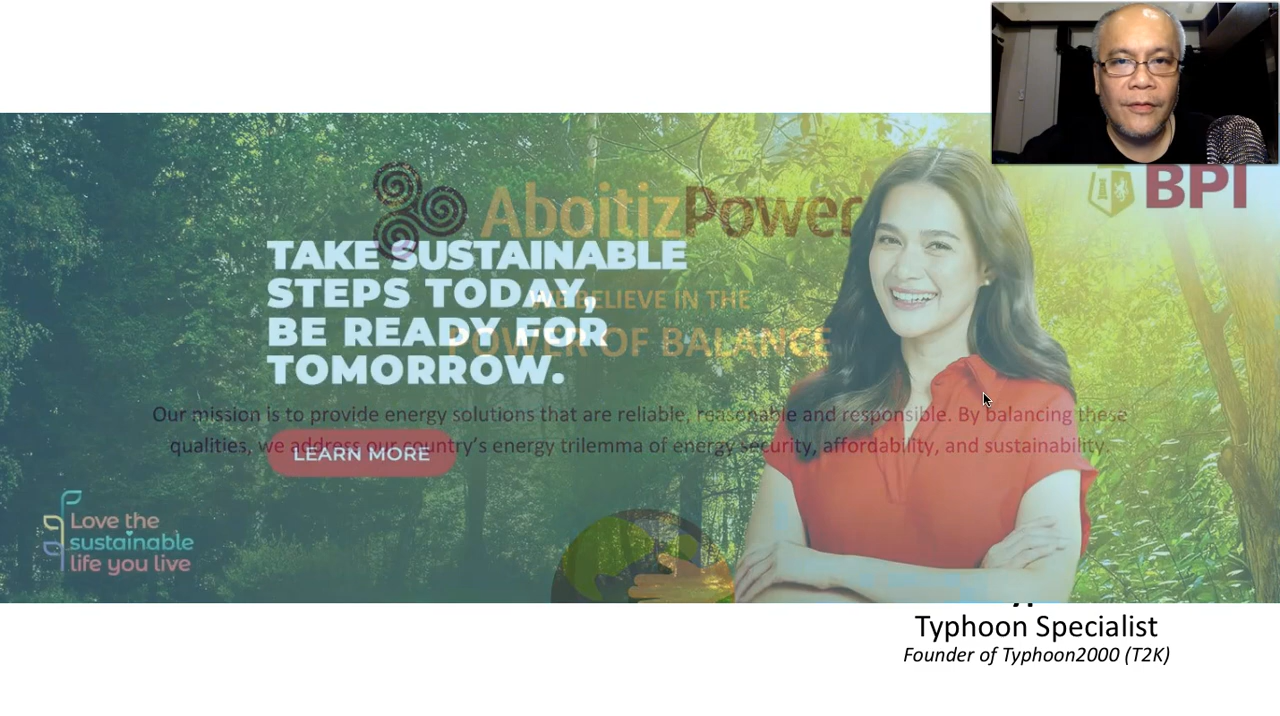 AboitizPower
BPI
TAKE SUSTAINABLE
STEPS TODAY,
BE READY FOR
TOMORROW.
WE BELIEVE IN THE
POWER OF BALANCE
Our mission is to provide energy solutions that are reliable, reasonable and responsible. By balancing these
qualities, we address our country's energy trilemma of energy security, affordability, and sustainability.
LEARN MORE
Love the
sustainable
life you live
Typhoon Specialist
Founder of Typhoon2000 (T2K)